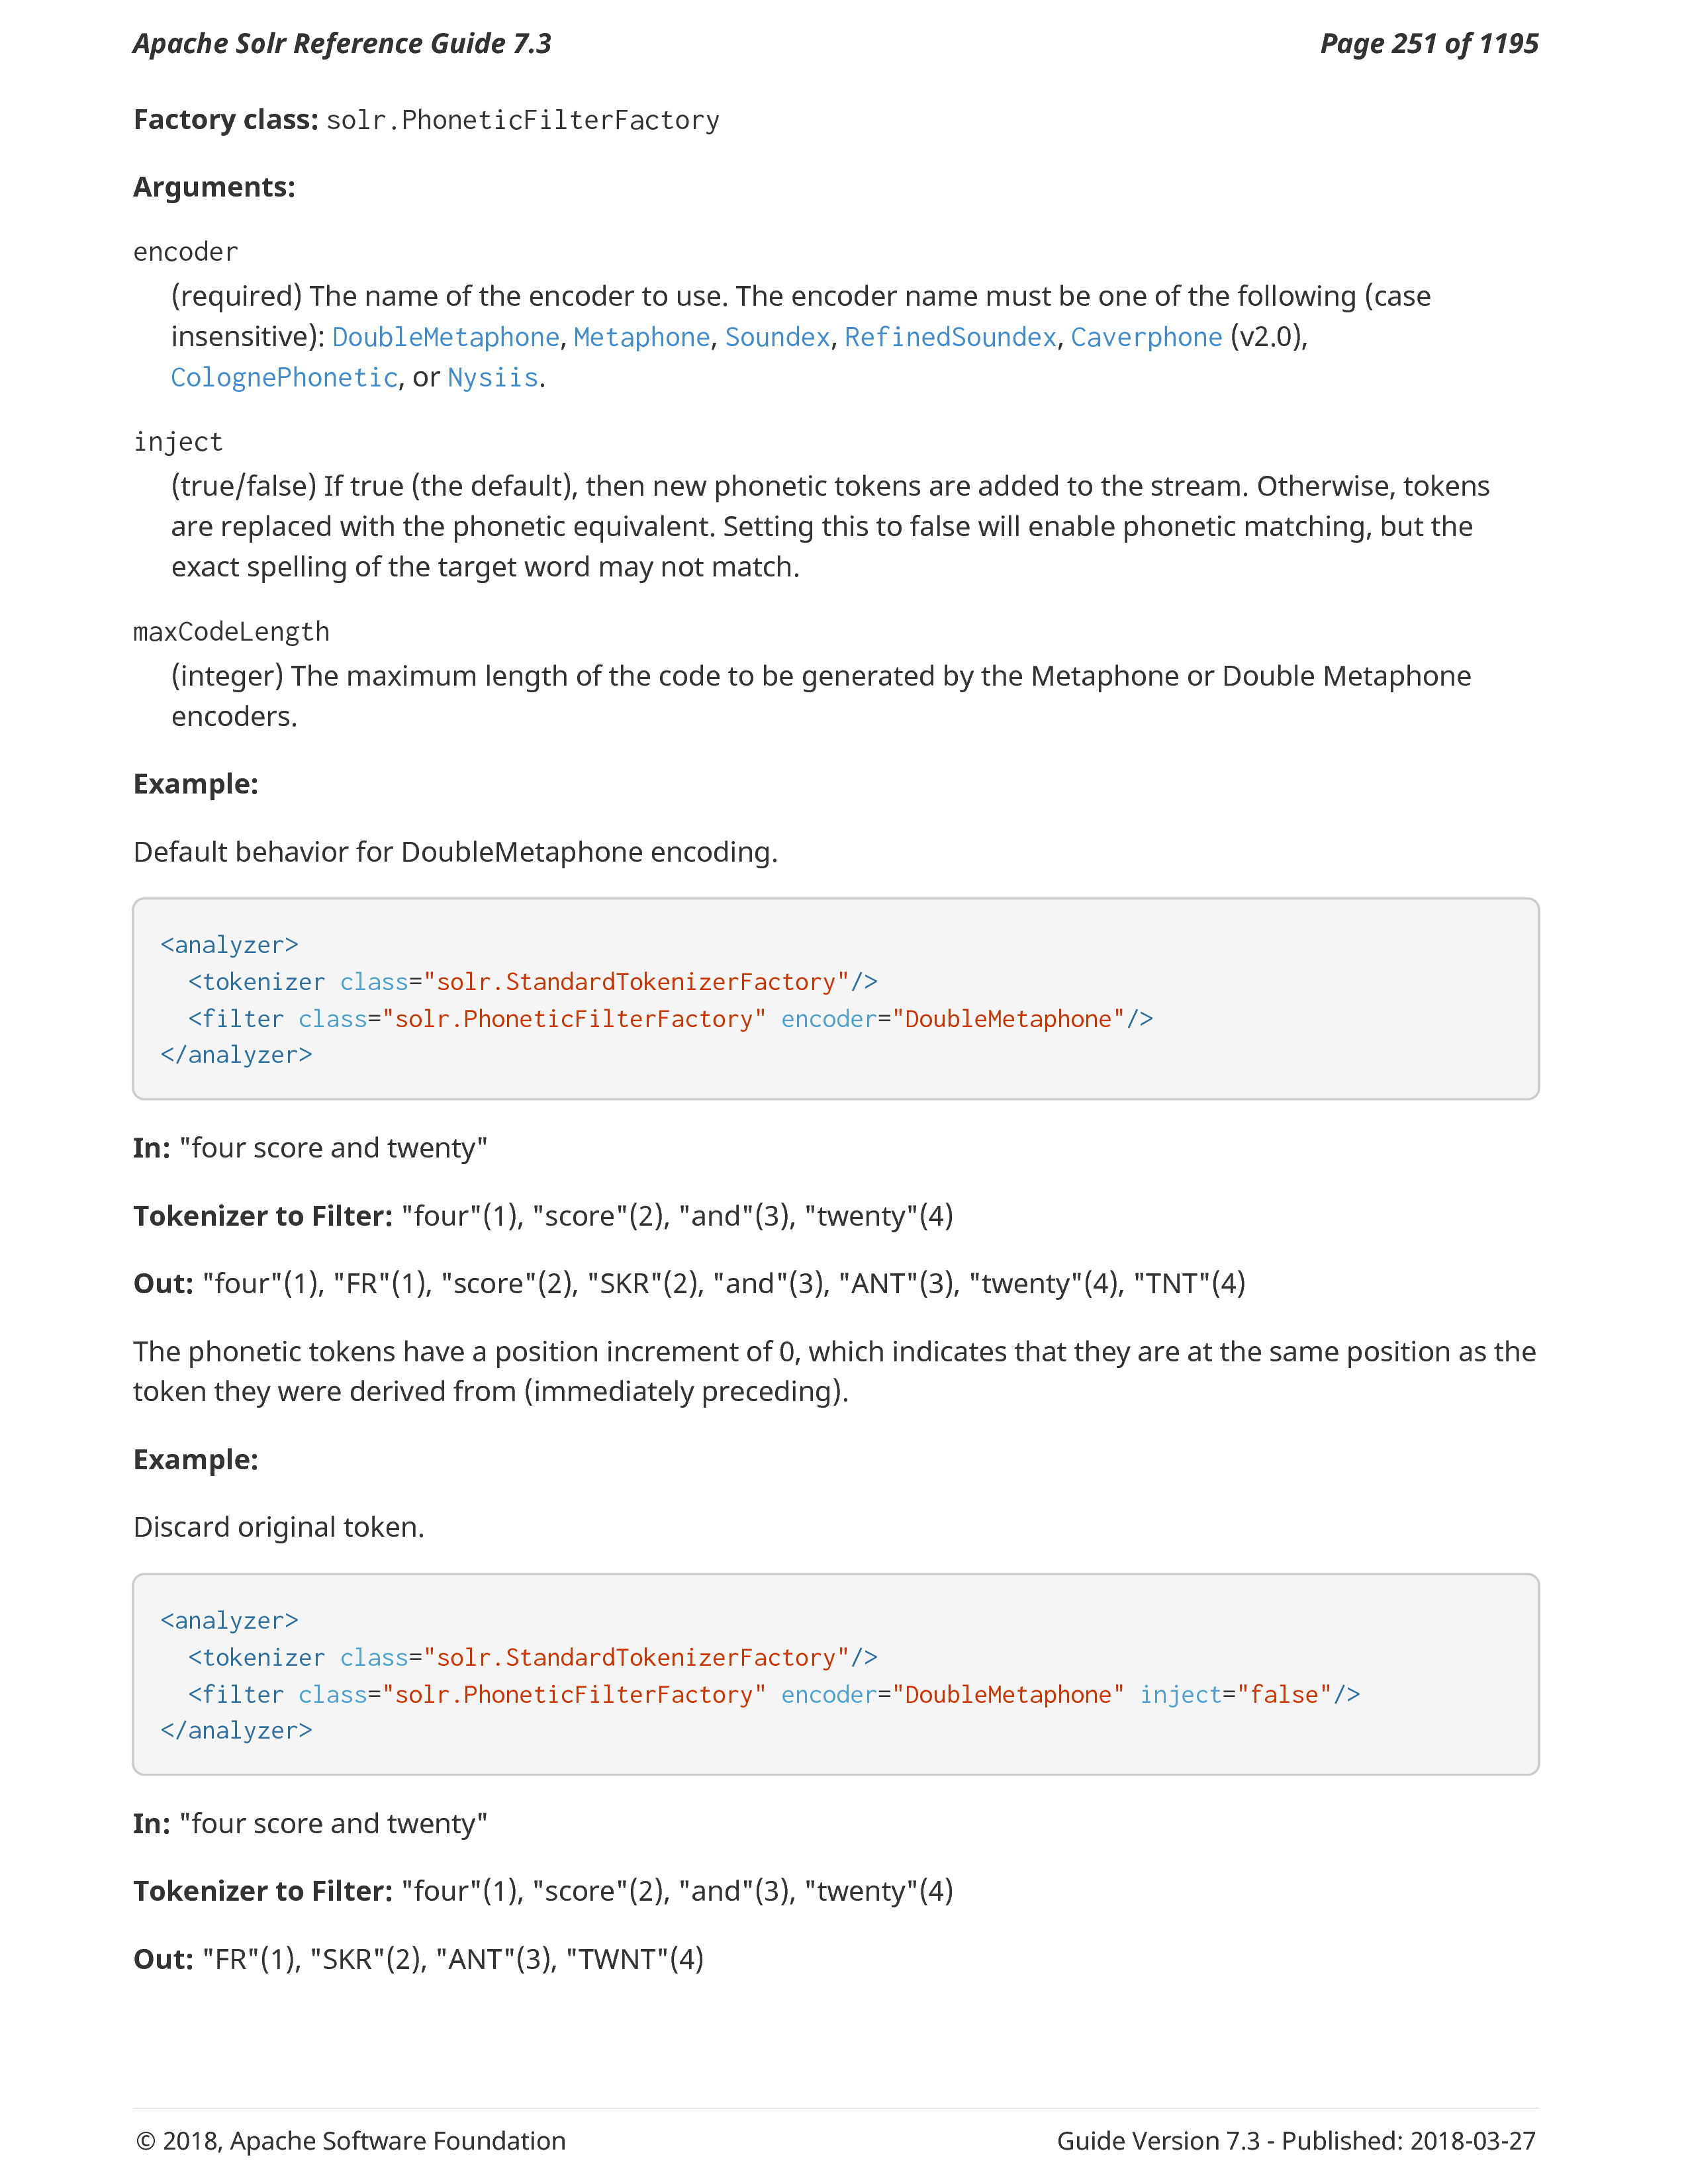 Apache Solr Reference Guide 7.3 Page 251 of 1195
Factory class: solr.PhoneticFilterFactory
Arguments:
encoder
(required) The name of the encoder to use. The encoder name must be one of the following (case
insensitive): DoubleMetaphone, Metaphone, Soundex, RefinedSoundex, Caverphone (v2.0),
ColognePhonetic, or Nysiis.
inject
(true/false) If true (the default), then new phonetic tokens are added to the stream. Otherwise, tokens
are replaced with the phonetic equivalent. Setting this to false will enable phonetic matching, but the
exact spelling of the target word may not match.
maxCodeLength
(integer) The maximum length of the code to be generated by the Metaphone or Double Metaphone
encoders.
Example:
Default behavior for DoubleMetaphone encoding.
<analyzer>
  <tokenizer class="solr.StandardTokenizerFactory"/>
  <filter class="solr.PhoneticFilterFactory" encoder="DoubleMetaphone"/>
</analyzer>
In: "four score and twenty"
Tokenizer to Filter: "four"(1), "score"(2), "and"(3), "twenty"(4)
Out: "four"(1), "FR"(1), "score"(2), "SKR"(2), "and"(3), "ANT"(3), "twenty"(4), "TNT"(4)
The phonetic tokens have a position increment of 0, which indicates that they are at the same position as the
token they were derived from (immediately preceding).
Example:
Discard original token.
<analyzer>
  <tokenizer class="solr.StandardTokenizerFactory"/>
  <filter class="solr.PhoneticFilterFactory" encoder="DoubleMetaphone" inject="false"/>
</analyzer>
In: "four score and twenty"
Tokenizer to Filter: "four"(1), "score"(2), "and"(3), "twenty"(4)
Out: "FR"(1), "SKR"(2), "ANT"(3), "TWNT"(4)
© 2018, Apache Software Foundation Guide Version 7.3 - Published: 2018-03-27